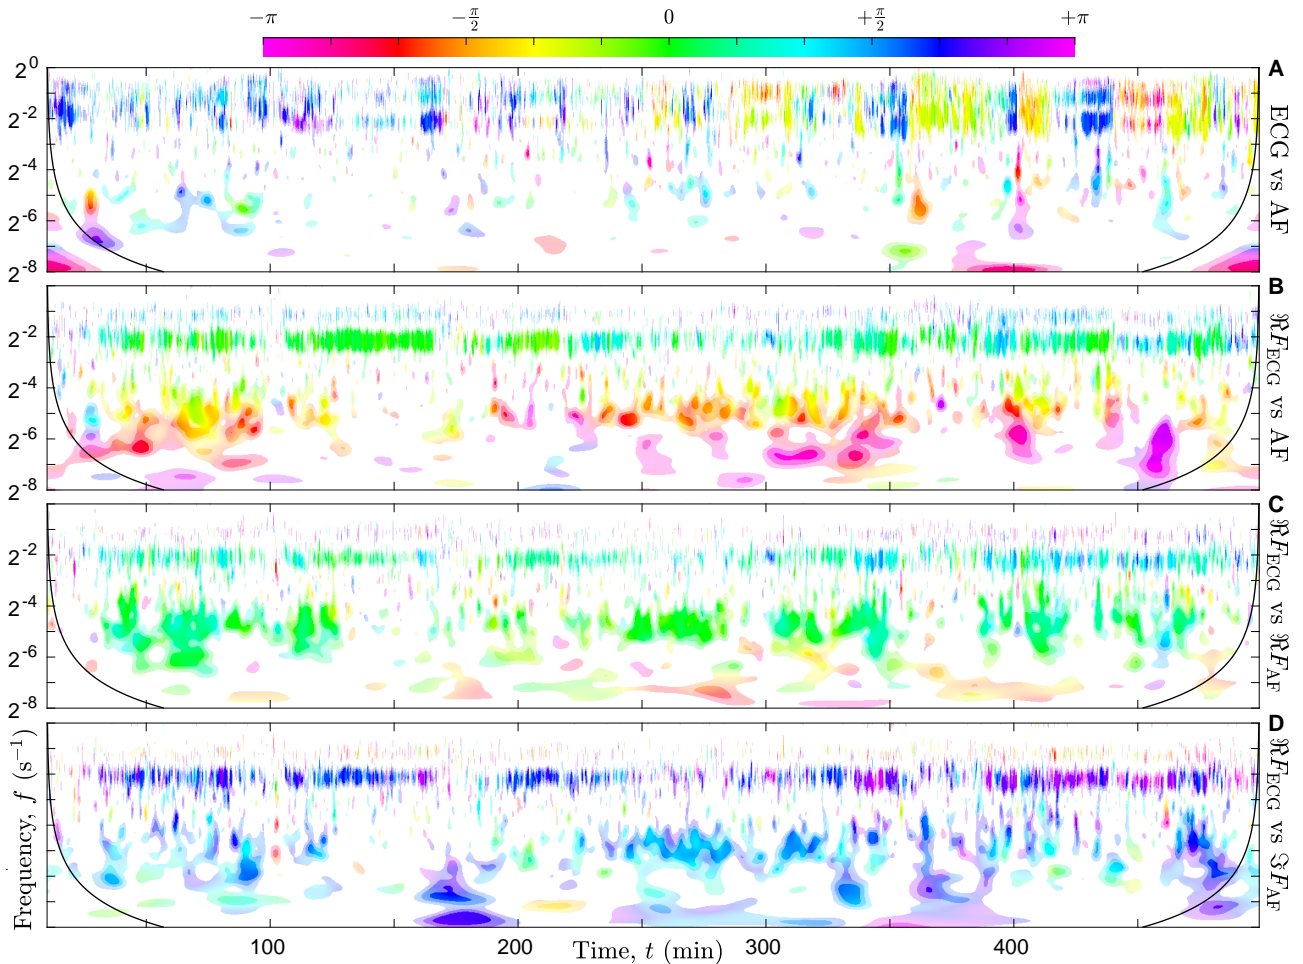 −π −π/2 0 +π/2 +π
A
2⁰
2⁻²
2⁻⁴
2⁻⁶
2⁻⁸
ECG vs AF
B
2⁻²
2⁻⁴
2⁻⁶
2⁻⁸
ℜF_ECG vs AF
C
2⁻²
2⁻⁴
2⁻⁶
2⁻⁸
ℜF_ECG vs ℜF_AF
D
ℜF_ECG vs ℑF_AF
Frequency, f (s⁻¹)
100 200 300 400
Time, t (min)